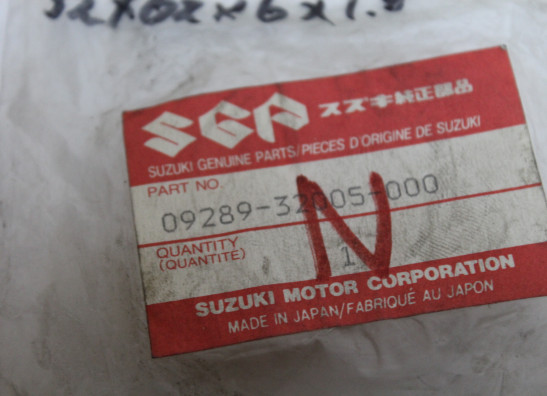 SGP スズキ純正部品
SUZUKI GENUINE PARTS/PIECES D'ORIGINE DE SUZUKI
PART NO.
09289-32005-000
N
QUANTITY
(QUANTITE)
1
SUZUKI MOTOR CORPORATION
MADE IN JAPAN/FABRIQUÉ AU JAPON